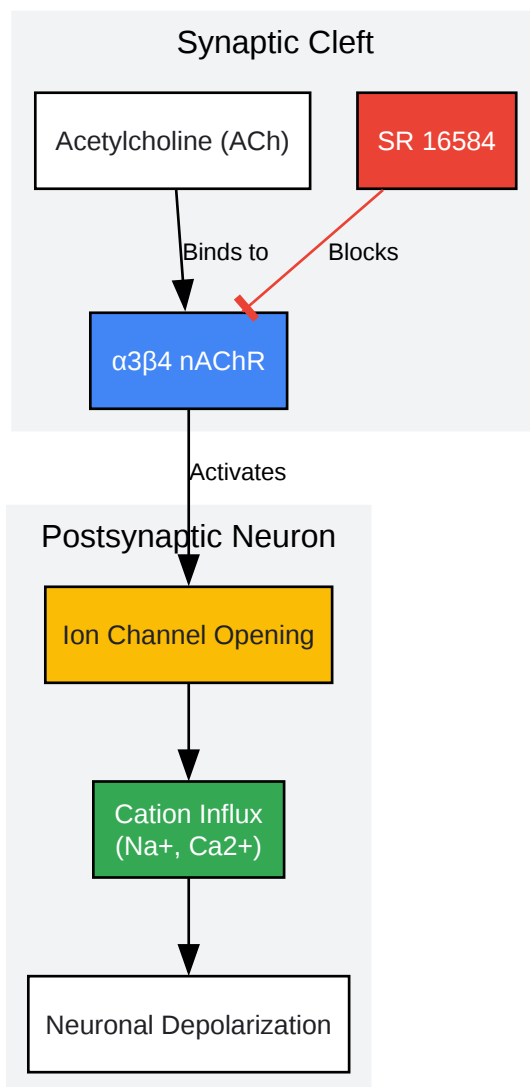 Synaptic Cleft
Acetylcholine (ACh)
SR 16584
Binds to
Blocks
α3β4 nAChR
Activates
Postsynaptic Neuron
Ion Channel Opening
Cation Influx
(Na+, Ca2+)
Neuronal Depolarization